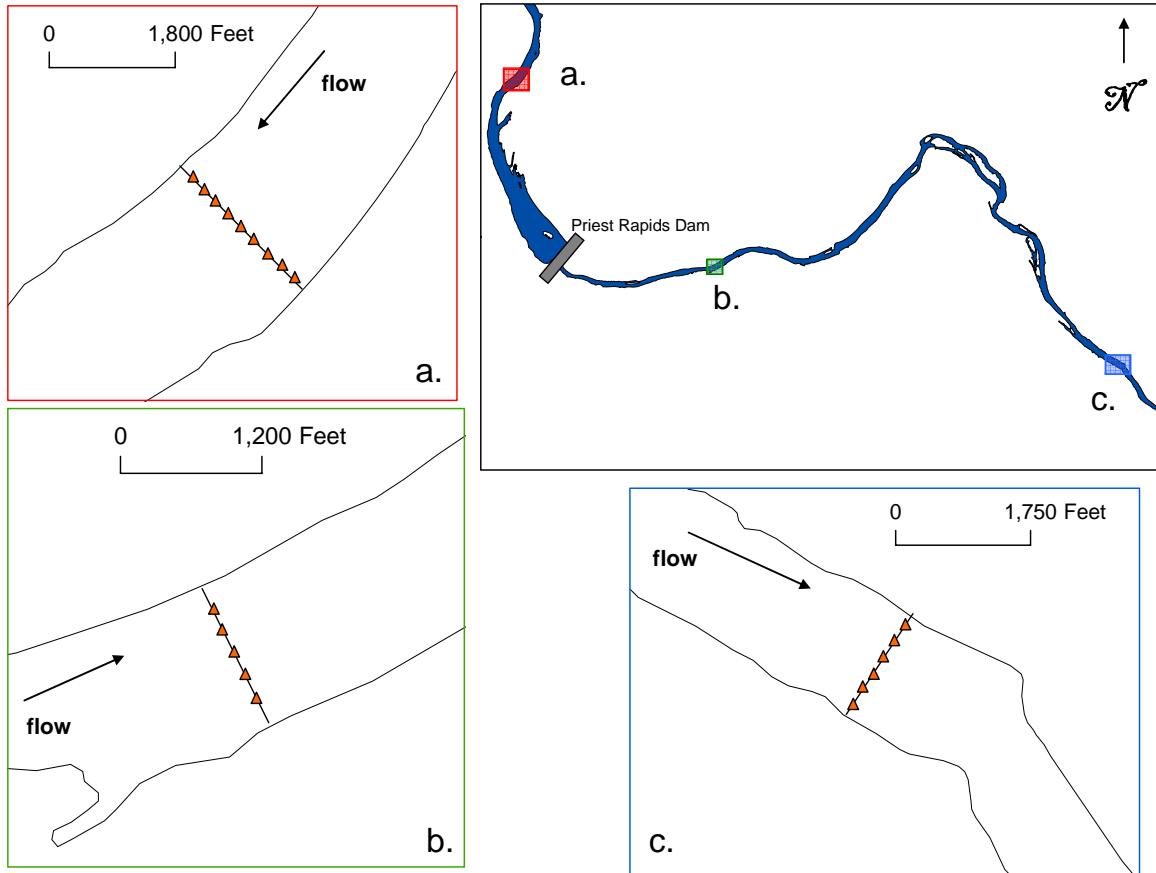 0 1,800 Feet
flow
a.
N
a.
Priest Rapids Dam
b.
c.
0 1,200 Feet
flow
b.
0 1,750 Feet
flow
c.